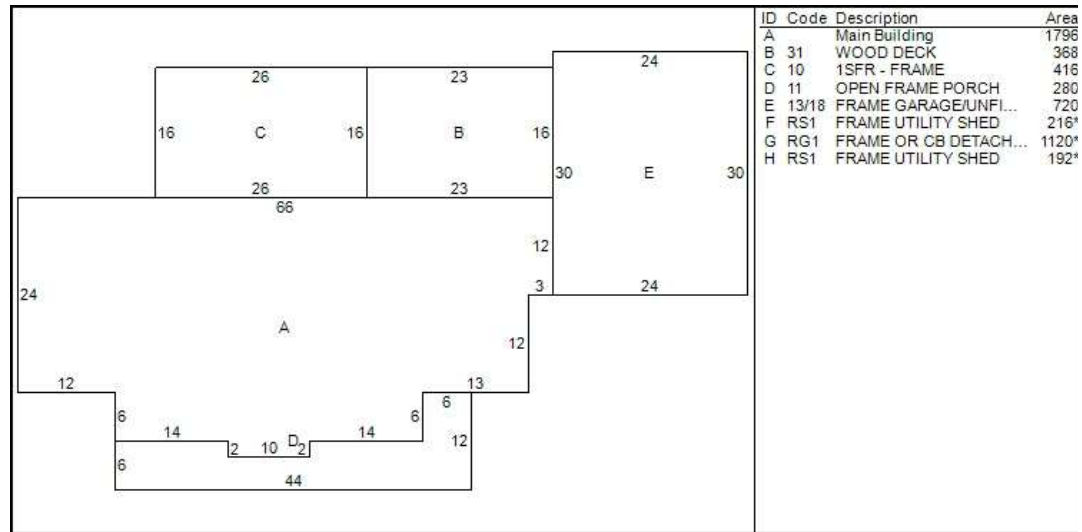 ID Code Description Area
A Main Building 1796
B 31 WOOD DECK 368
C 10 1SFR - FRAME 416
D 11 OPEN FRAME PORCH 280
E 13/18 FRAME GARAGE/UNFI... 720
F RS1 FRAME UTILITY SHED 216*
G RG1 FRAME OR CB DETACH... 1120*
H RS1 FRAME UTILITY SHED 192*
24
26 23
16 C 16 B 16
30 E 30
26 23
66
12
24
3 24
A
12
12 13
6 6 6
14 14
D
2 10 2 12
6
44